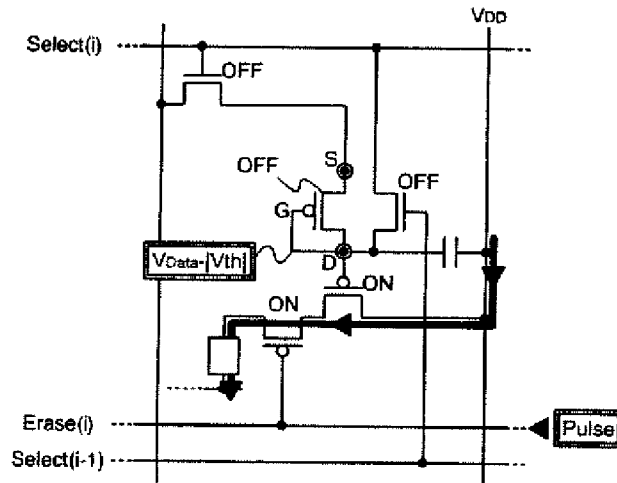 VDD
Select(i)
OFF
OFF
S
OFF
G
D
VData-|Vth|
ON
ON
Erase(i)
Pulse
Select(i-1)